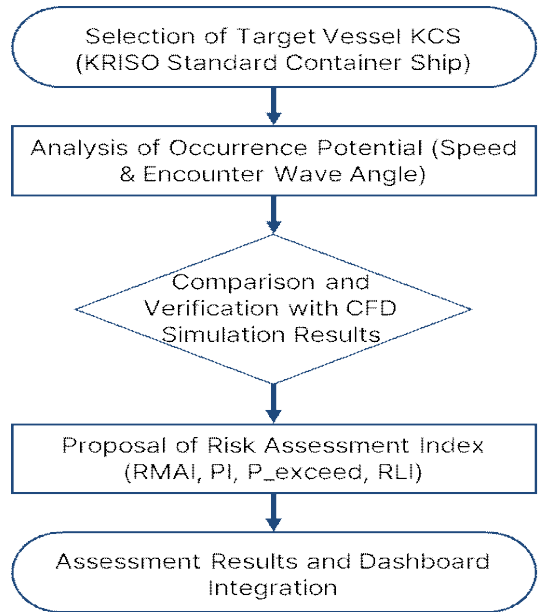 Selection of Target Vessel KCS
(KRISO Standard Container Ship)
Analysis of Occurrence Potential (Speed
& Encounter Wave Angle)
Comparison and
Verification with CFD
Simulation Results
Proposal of Risk Assessment Index
(RMAI, PI, P_exceed, RLI)
Assessment Results and Dashboard
Integration